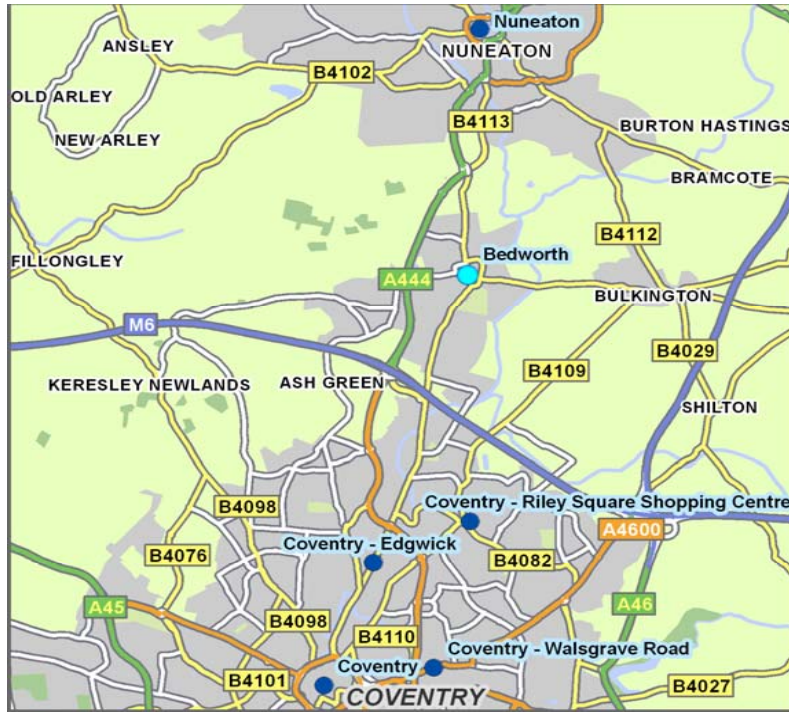 Nuneaton
ANSLEY
NUNEATON
B4102
OLD ARLEY
B4113
BURTON HASTINGS
NEW ARLEY
BRAMCOTE
B4112
Bedworth
FILLONGLEY
A444
BULKINGTON
M6
B4029
B4109
KERESLEY NEWLANDS
ASH GREEN
SHILTON
B4098
Coventry - Riley Square Shopping Centre
A4600
Coventry - Edgwick
B4076
B4082
A45
A46
B4098
B4110
Coventry - Walsgrave Road
Coventry
B4101
B4027
COVENTRY